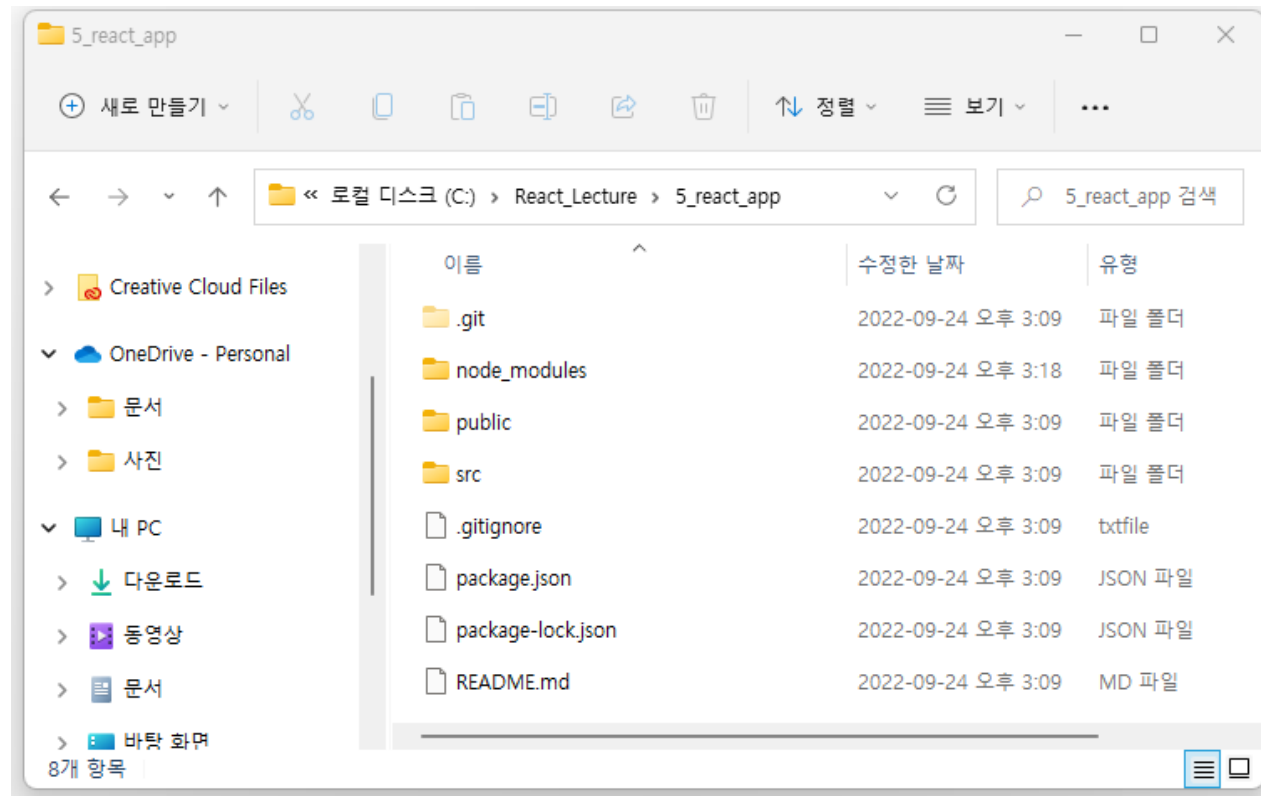 5_react_app
새로 만들기 정렬 보기
« 로컬 디스크 (C:) > React_Lecture > 5_react_app 5_react_app 검색
이름 수정한 날짜 유형
Creative Cloud Files
OneDrive - Personal
문서
사진
내 PC
다운로드
동영상
문서
바탕 화면
.git 2022-09-24 오후 3:09 파일 폴더
node_modules 2022-09-24 오후 3:18 파일 폴더
public 2022-09-24 오후 3:09 파일 폴더
src 2022-09-24 오후 3:09 파일 폴더
.gitignore 2022-09-24 오후 3:09 txtfile
package.json 2022-09-24 오후 3:09 JSON 파일
package-lock.json 2022-09-24 오후 3:09 JSON 파일
README.md 2022-09-24 오후 3:09 MD 파일
8개 항목